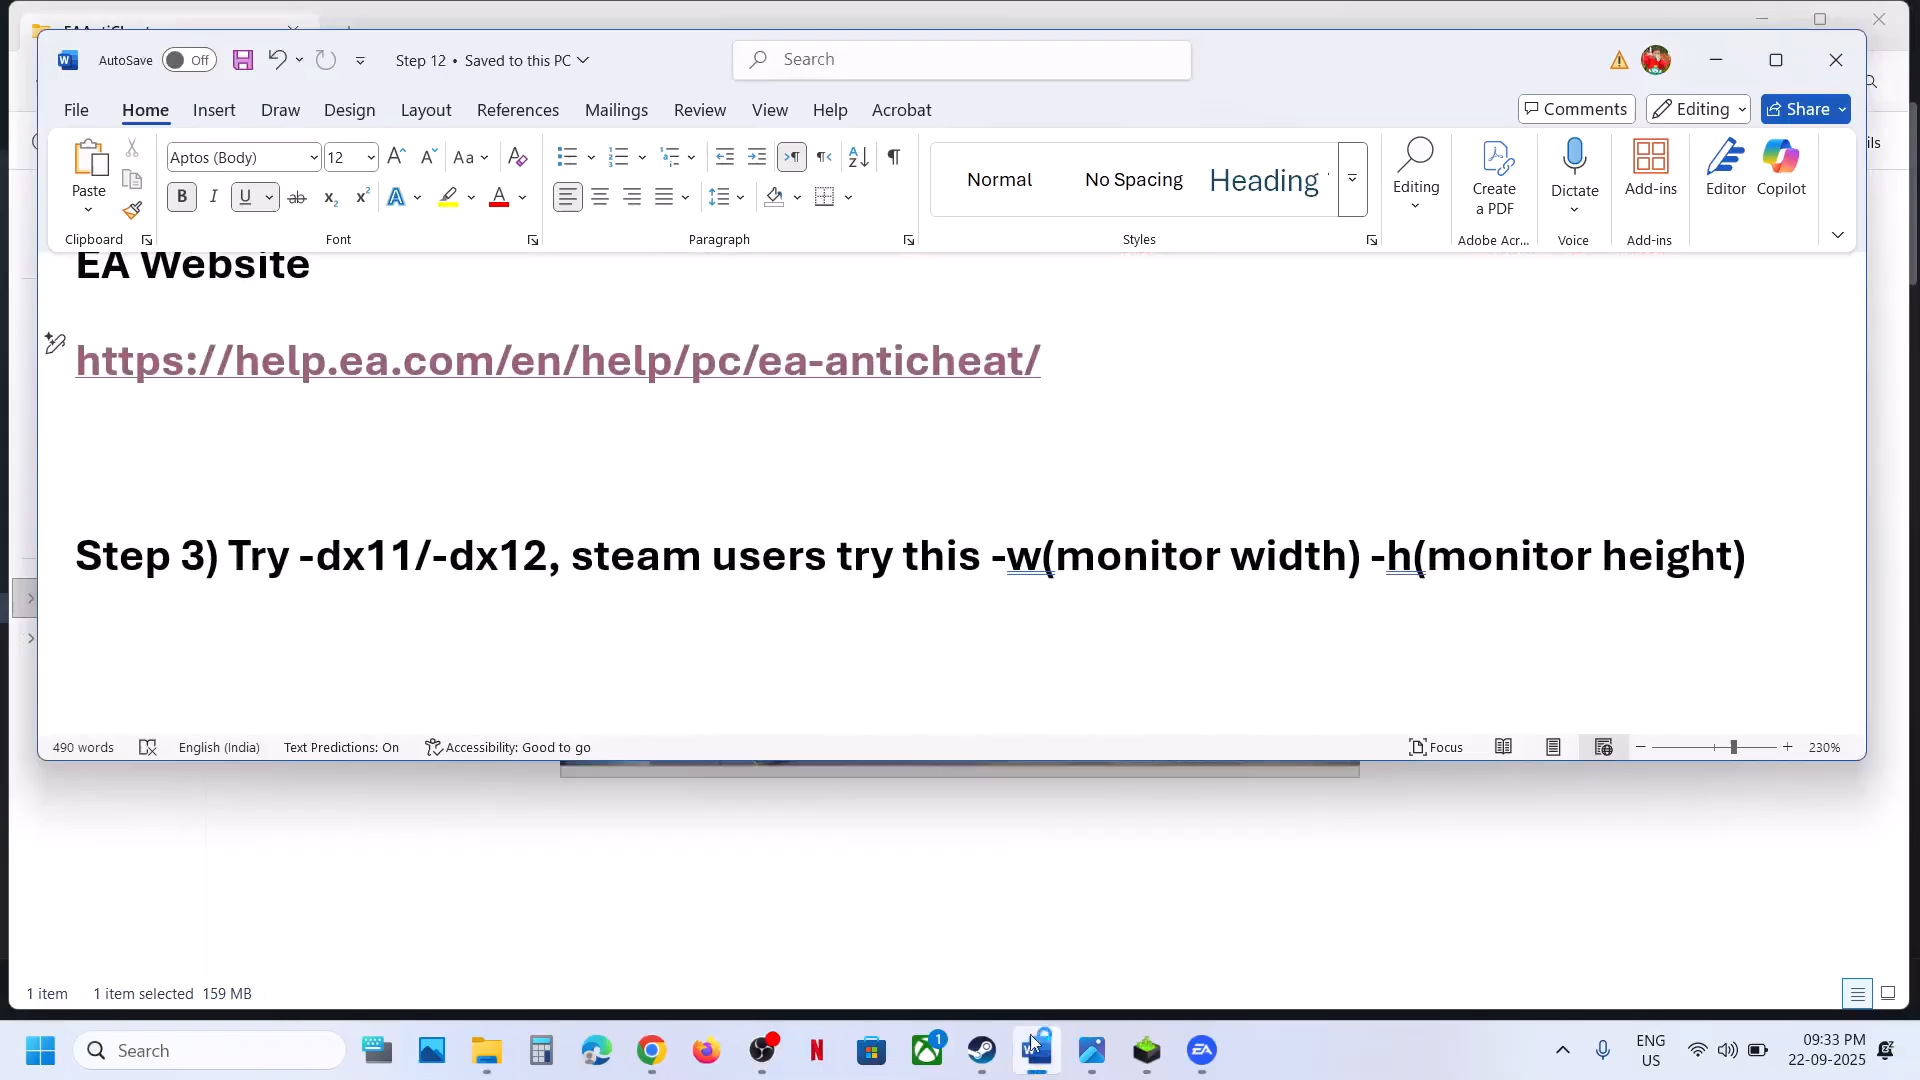 AutoSave Off Step 12 • Saved to this PC Search
File Home Insert Draw Design Layout References Mailings Review View Help Acrobat Comments Editing Share
Paste Aptos (Body) 12 Aa Normal No Spacing Heading Editing Create a PDF Dictate Add-ins Editor Copilot
Clipboard Font Paragraph Styles Adobe Acr... Voice Add-ins
EA Website
https://help.ea.com/en/help/pc/ea-anticheat/
Step 3) Try -dx11/-dx12, steam users try this -w(monitor width) -h(monitor height)
490 words English (India) Text Predictions: On Accessibility: Good to go Focus 230%
1 item 1 item selected 159 MB
Search ENG US 09:33 PM 22-09-2025